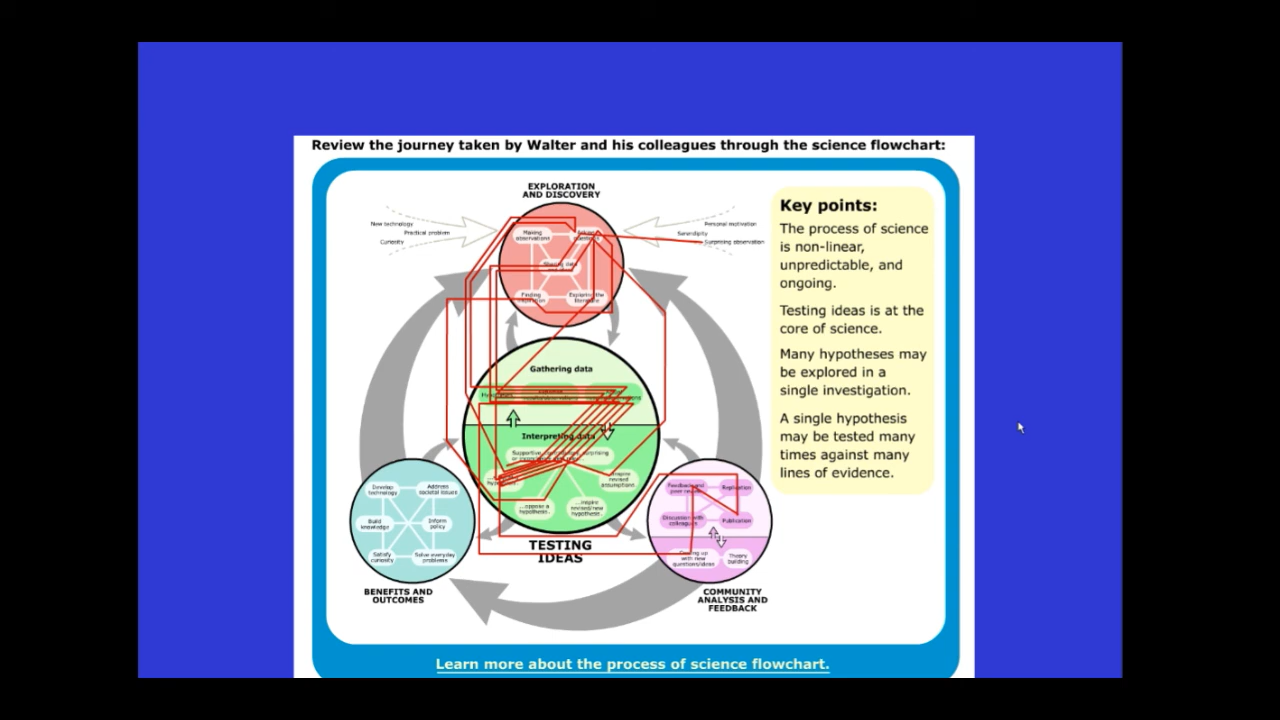 Review the journey taken by Walter and his colleagues through the science flowchart:
EXPLORATION
AND DISCOVERY
New technology
Practical problem
Curiosity
Personal motivation
Serendipity
Surprising observation
Making
observations
Finding
Exploring the
Gathering data
Interpreting data
Supportive,
surprising
...oppose a
hypothesis.
...inspire
revised/new
hypothesis.
inspire
revised
assumptions
TESTING
IDEAS
Develop
technology
Address
societal issues
Build
knowledge
Inform
policy
Satisfy
curiosity
Solve everyday
problems
BENEFITS AND
OUTCOMES
Feedback and
peer review
Replication
Discussion with
colleagues
Publication
up
with new
questions/ideas
Theory
building
COMMUNITY
ANALYSIS AND
FEEDBACK
Key points:
The process of science
is non-linear,
unpredictable, and
ongoing.
Testing ideas is at the
core of science.
Many hypotheses may
be explored in a
single investigation.
A single hypothesis
may be tested many
times against many
lines of evidence.
Learn more about the process of science flowchart.